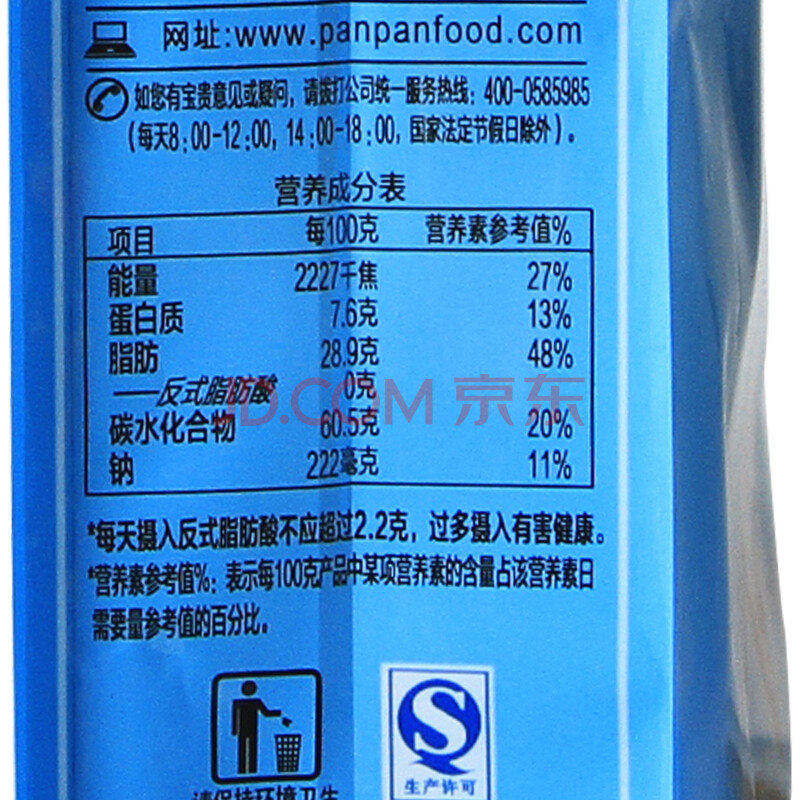 网址:www.panpanfood.com
如您有宝贵意见或疑问，请拨打公司统一服务热线：400-0585985
(每天8:00-12:00，14:00-18:00，国家法定节假日除外)。
营养成分表
项目 每100克 营养素参考值%
能量 2227千焦 27%
蛋白质 7.6克 13%
脂肪 28.9克 48%
——反式脂肪酸 0克
JD.COM 京东
碳水化合物 60.5克 20%
钠 222毫克 11%
*每天摄入反式脂肪酸不应超过2.2克，过多摄入有害健康。
*营养素参考值%：表示每100克产品中某项营养素的含量占该营养素日
需要量参考值的百分比。
请保持环境卫生
生产许可